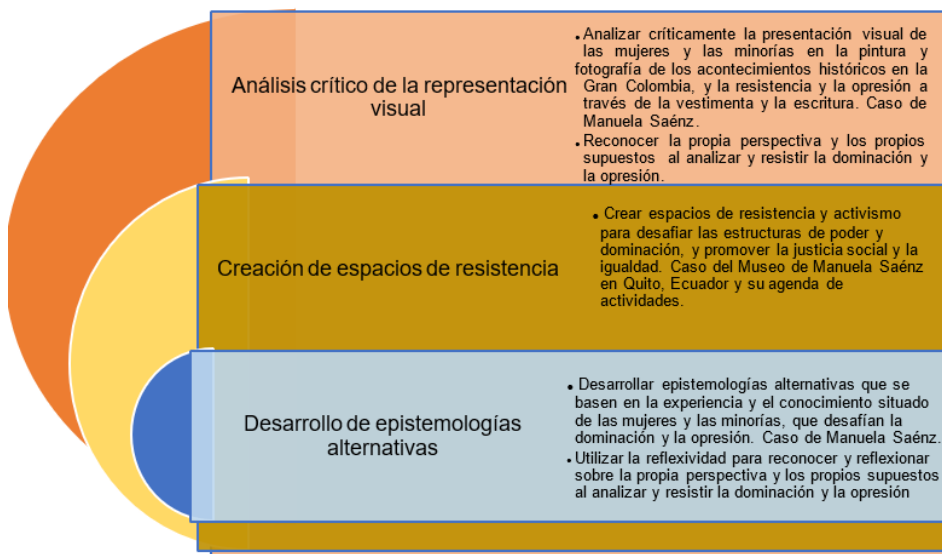 Análisis crítico de la representación
visual
• Analizar críticamente la presentación visual de
las mujeres y las minorías en la pintura y
fotografía de los acontecimientos históricos en la
Gran Colombia, y la resistencia y la opresión a
través de la vestimenta y la escritura. Caso de
Manuela Saénz.
• Reconocer la propia perspectiva y los propios
supuestos al analizar y resistir la dominación y
la opresión.
Creación de espacios de resistencia
• Crear espacios de resistencia y activismo
para desafiar las estructuras de poder y
dominación, y promover la justicia social y la
igualdad. Caso del Museo de Manuela Saénz
en Quito, Ecuador y su agenda de
actividades.
Desarrollo de epistemologías
alternativas
• Desarrollar epistemologías alternativas que se
basen en la experiencia y el conocimiento situado
de las mujeres y las minorías, que desafían la
dominación y la opresión. Caso de Manuela Saénz.
• Utilizar la reflexividad para reconocer y reflexionar
sobre la propia perspectiva y los propios supuestos
al analizar y resistir la dominación y la opresión